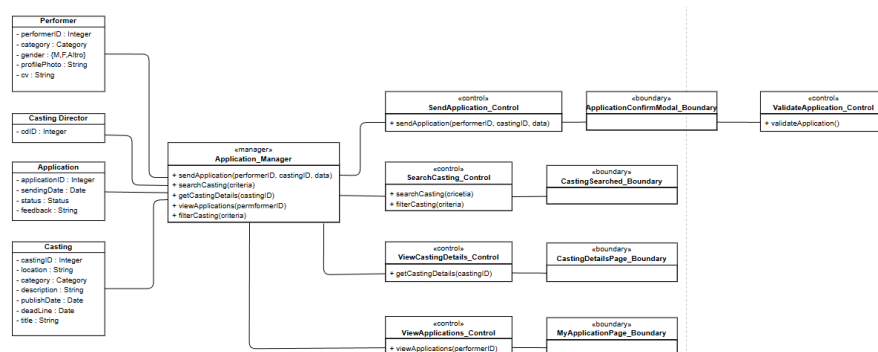 Performer
- performerID : Integer
- category : Category
- gender : {M,F,Altro}
- profilePhoto : String
- cv : String
Casting Director
- cdID : Integer
Application
- applicationID : Integer
- sendingDate : Date
- status : Status
- feedback : String
Casting
- castingID : Integer
- location : String
- category : Category
- description : String
- publishDate : Date
- deadLine : Date
- title : String
«manager»
Application_Manager
+ sendApplication(performerID, castingID, data)
+ searchCasting(criteria)
+ getCastingDetails(castingID)
+ viewApplications(permformerID)
+ filterCasting(criteria)
«control»
SendApplication_Control
+ sendApplication(performerID, castingID, data)
«boundary»
ApplicationConfirmModal_Boundary
«control»
ValidateApplication_Control
+ validateApplication()
«control»
SearchCasting_Control
+ searchCasting(cricetia)
+ filterCasting(criteria)
«boundary»
CastingSearched_Boundary
«control»
ViewCastingDetails_Control
+ getCastingDetails(castingID)
«boundary»
CastingDetailsPage_Boundary
«control»
ViewApplications_Control
+ viewApplications(performerID)
«boundary»
MyApplicationPage_Boundary